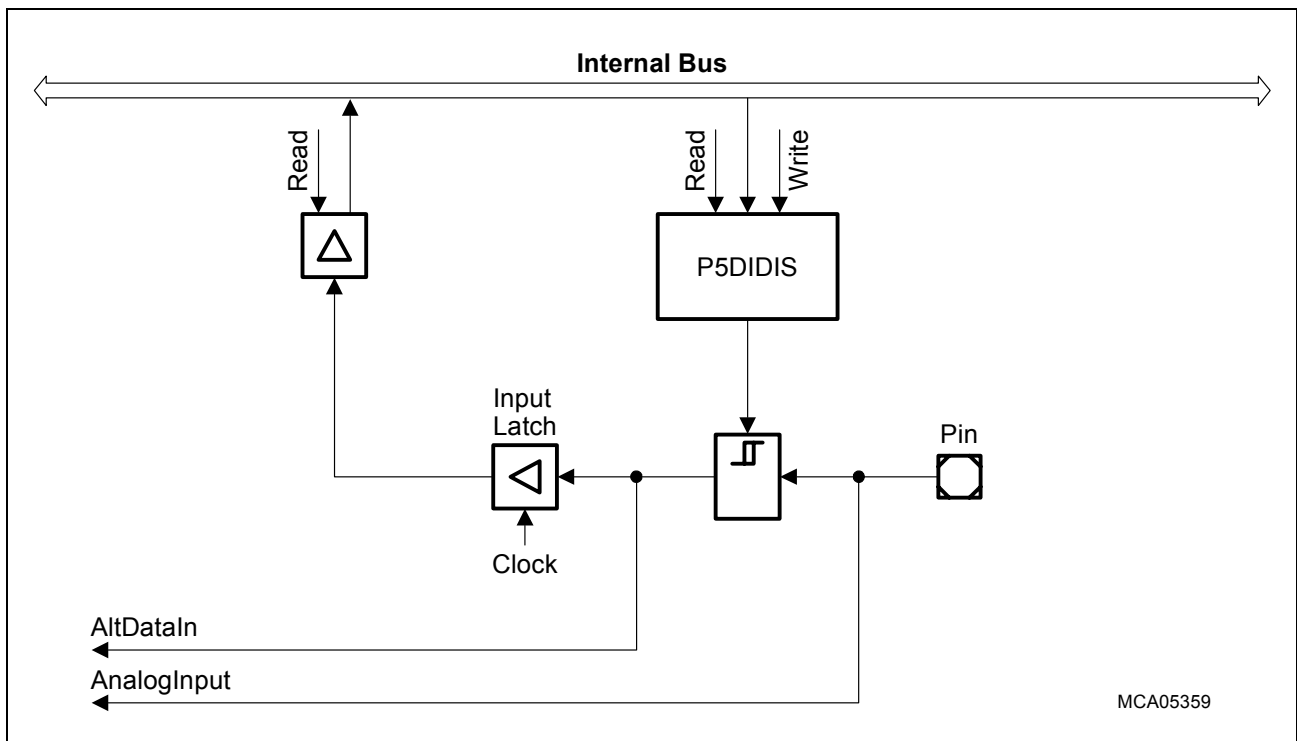 Internal Bus
Read
Read
Write
P5DIDIS
Input
Latch
Pin
Clock
AltDataIn
AnalogInput
MCA05359